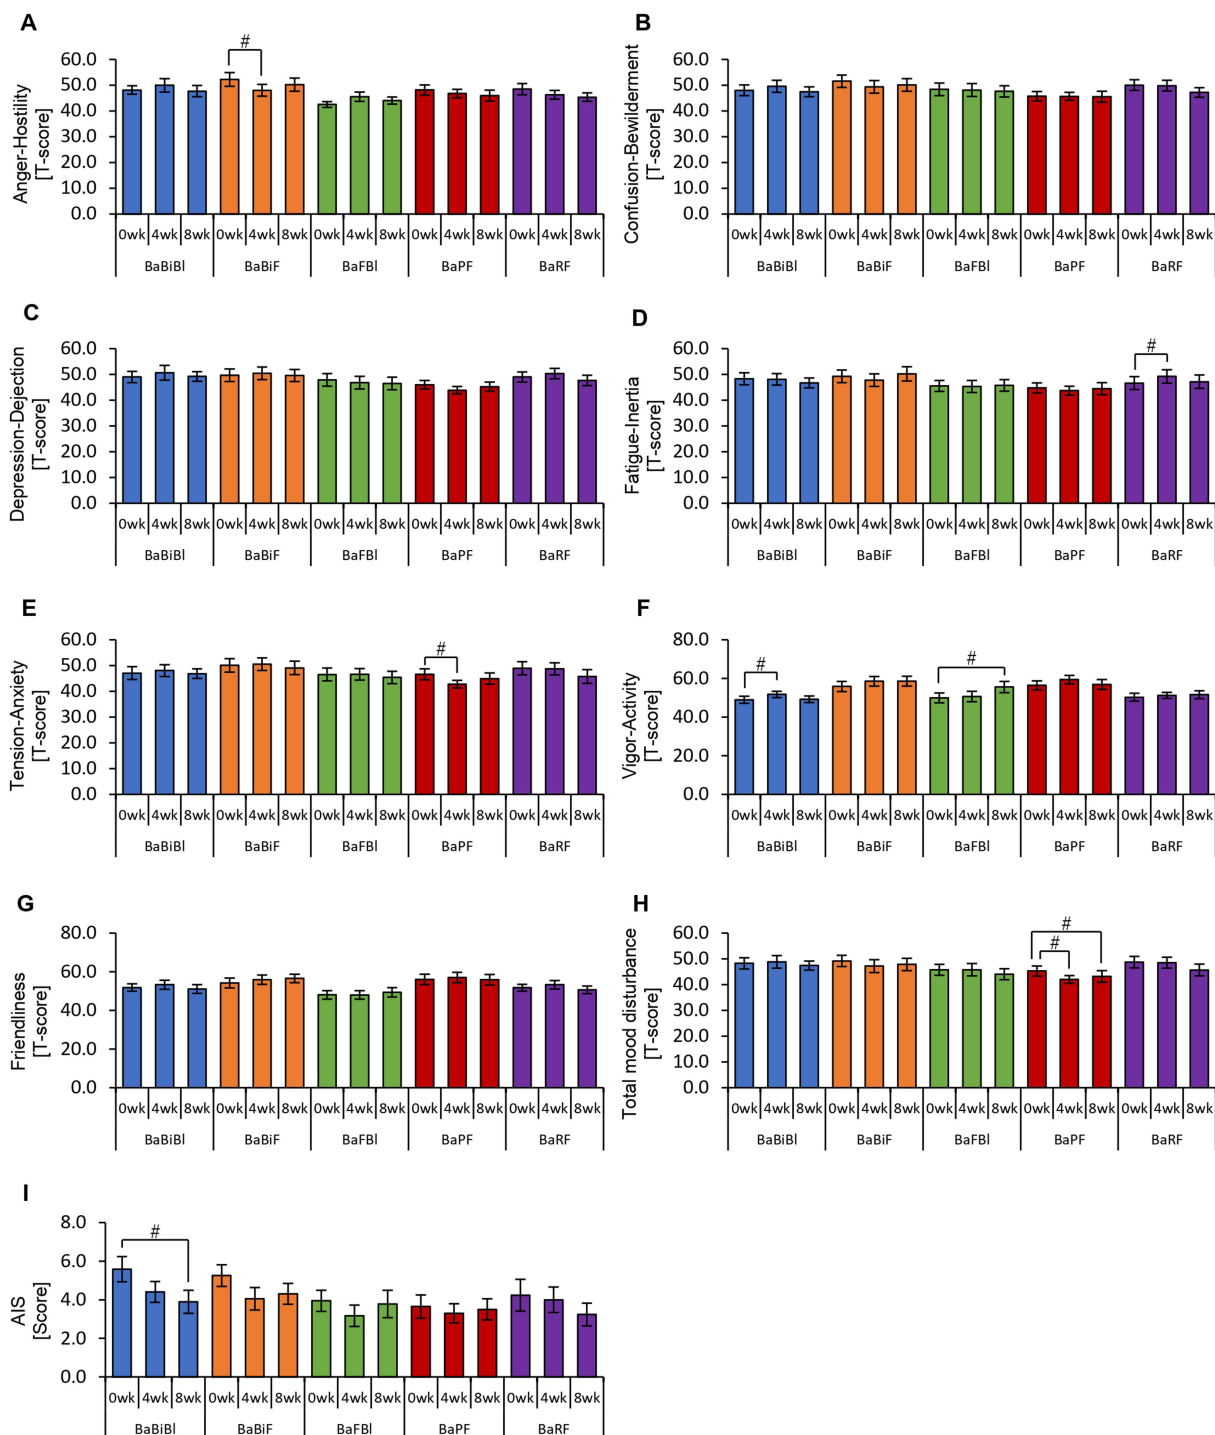 A
#
60.0
50.0
40.0
30.0
20.0
10.0
0.0
Anger-Hostility
[T-score]
0wk 4wk 8wk 0wk 4wk 8wk 0wk 4wk 8wk 0wk 4wk 8wk 0wk 4wk 8wk
BaBiBl BaBiF BaFBl BaPF BaRF
B
60.0
50.0
40.0
30.0
20.0
10.0
0.0
Confusion-Bewilderment
[T-score]
0wk 4wk 8wk 0wk 4wk 8wk 0wk 4wk 8wk 0wk 4wk 8wk 0wk 4wk 8wk
BaBiBl BaBiF BaFBl BaPF BaRF
C
60.0
50.0
40.0
30.0
20.0
10.0
0.0
Depression-Dejection
[T-score]
0wk 4wk 8wk 0wk 4wk 8wk 0wk 4wk 8wk 0wk 4wk 8wk 0wk 4wk 8wk
BaBiBl BaBiF BaFBl BaPF BaRF
D
#
60.0
50.0
40.0
30.0
20.0
10.0
0.0
Fatigue-Inertia
[T-score]
0wk 4wk 8wk 0wk 4wk 8wk 0wk 4wk 8wk 0wk 4wk 8wk 0wk 4wk 8wk
BaBiBl BaBiF BaFBl BaPF BaRF
E
#
60.0
50.0
40.0
30.0
20.0
10.0
0.0
Tension-Anxiety
[T-score]
0wk 4wk 8wk 0wk 4wk 8wk 0wk 4wk 8wk 0wk 4wk 8wk 0wk 4wk 8wk
BaBiBl BaBiF BaFBl BaPF BaRF
F
# #
80.0
60.0
40.0
20.0
0.0
Vigor-Activity
[T-score]
0wk 4wk 8wk 0wk 4wk 8wk 0wk 4wk 8wk 0wk 4wk 8wk 0wk 4wk 8wk
BaBiBl BaBiF BaFBl BaPF BaRF
G
80.0
60.0
40.0
20.0
0.0
Friendliness
[T-score]
0wk 4wk 8wk 0wk 4wk 8wk 0wk 4wk 8wk 0wk 4wk 8wk 0wk 4wk 8wk
BaBiBl BaBiF BaFBl BaPF BaRF
H
#
#
60.0
50.0
40.0
30.0
20.0
10.0
0.0
Total mood disturbance
[T-score]
0wk 4wk 8wk 0wk 4wk 8wk 0wk 4wk 8wk 0wk 4wk 8wk 0wk 4wk 8wk
BaBiBl BaBiF BaFBl BaPF BaRF
I
#
8.0
6.0
4.0
2.0
0.0
AIS
[Score]
0wk 4wk 8wk 0wk 4wk 8wk 0wk 4wk 8wk 0wk 4wk 8wk 0wk 4wk 8wk
BaBiBl BaBiF BaFBl BaPF BaRF